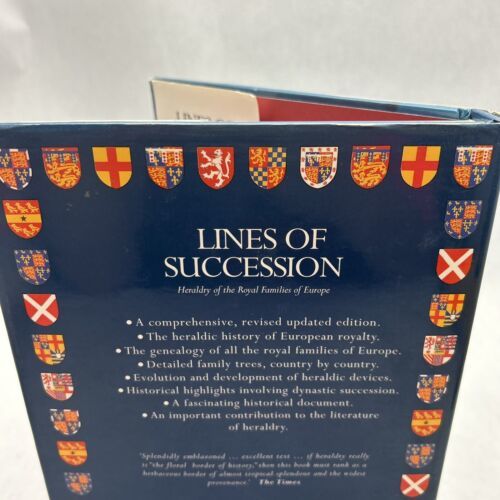 LINES OF
SUCCESSION
Heraldry of the Royal Families of Europe
• A comprehensive, revised updated edition.
• The heraldic history of European royalty.
• The genealogy of all the royal families of Europe.
• Detailed family trees, country by country.
• Evolution and development of heraldic devices.
• Historical highlights involving dynastic succession.
• A fascinating historical document.
• An important contribution to the literature
of heraldry.
'Splendidly emblazoned ... excellent text ... if heraldry really
is "the floral border of history," then this book must rank as a
herbaceous border of almost tropical splendour and the widest
provenance.' The Times